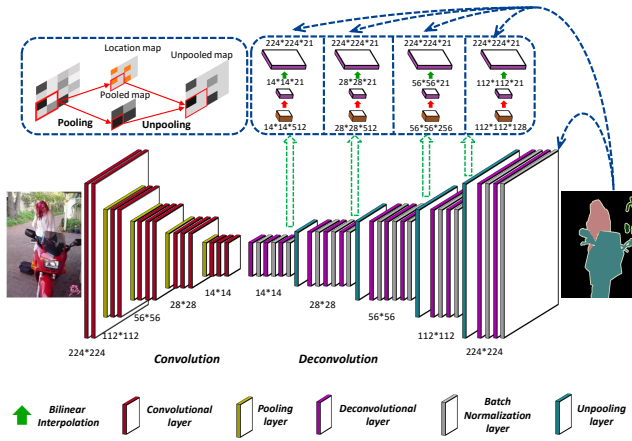 Location map
Unpooled map
Pooled map
Pooling
Unpooling
224*224*21
224*224*21
224*224*21
224*224*21
14*14*21
28*28*21
56*56*21
112*112*21
14*14*512
28*28*512
56*56*256
112*112*128
224*224
112*112
56*56
28*28
14*14
14*14
28*28
56*56
112*112
224*224
Convolution
Deconvolution
Bilinear
Interpolation
Convolutional
layer
Pooling
layer
Deconvolutional
layer
Batch
Normalization
layer
Unpooling
layer